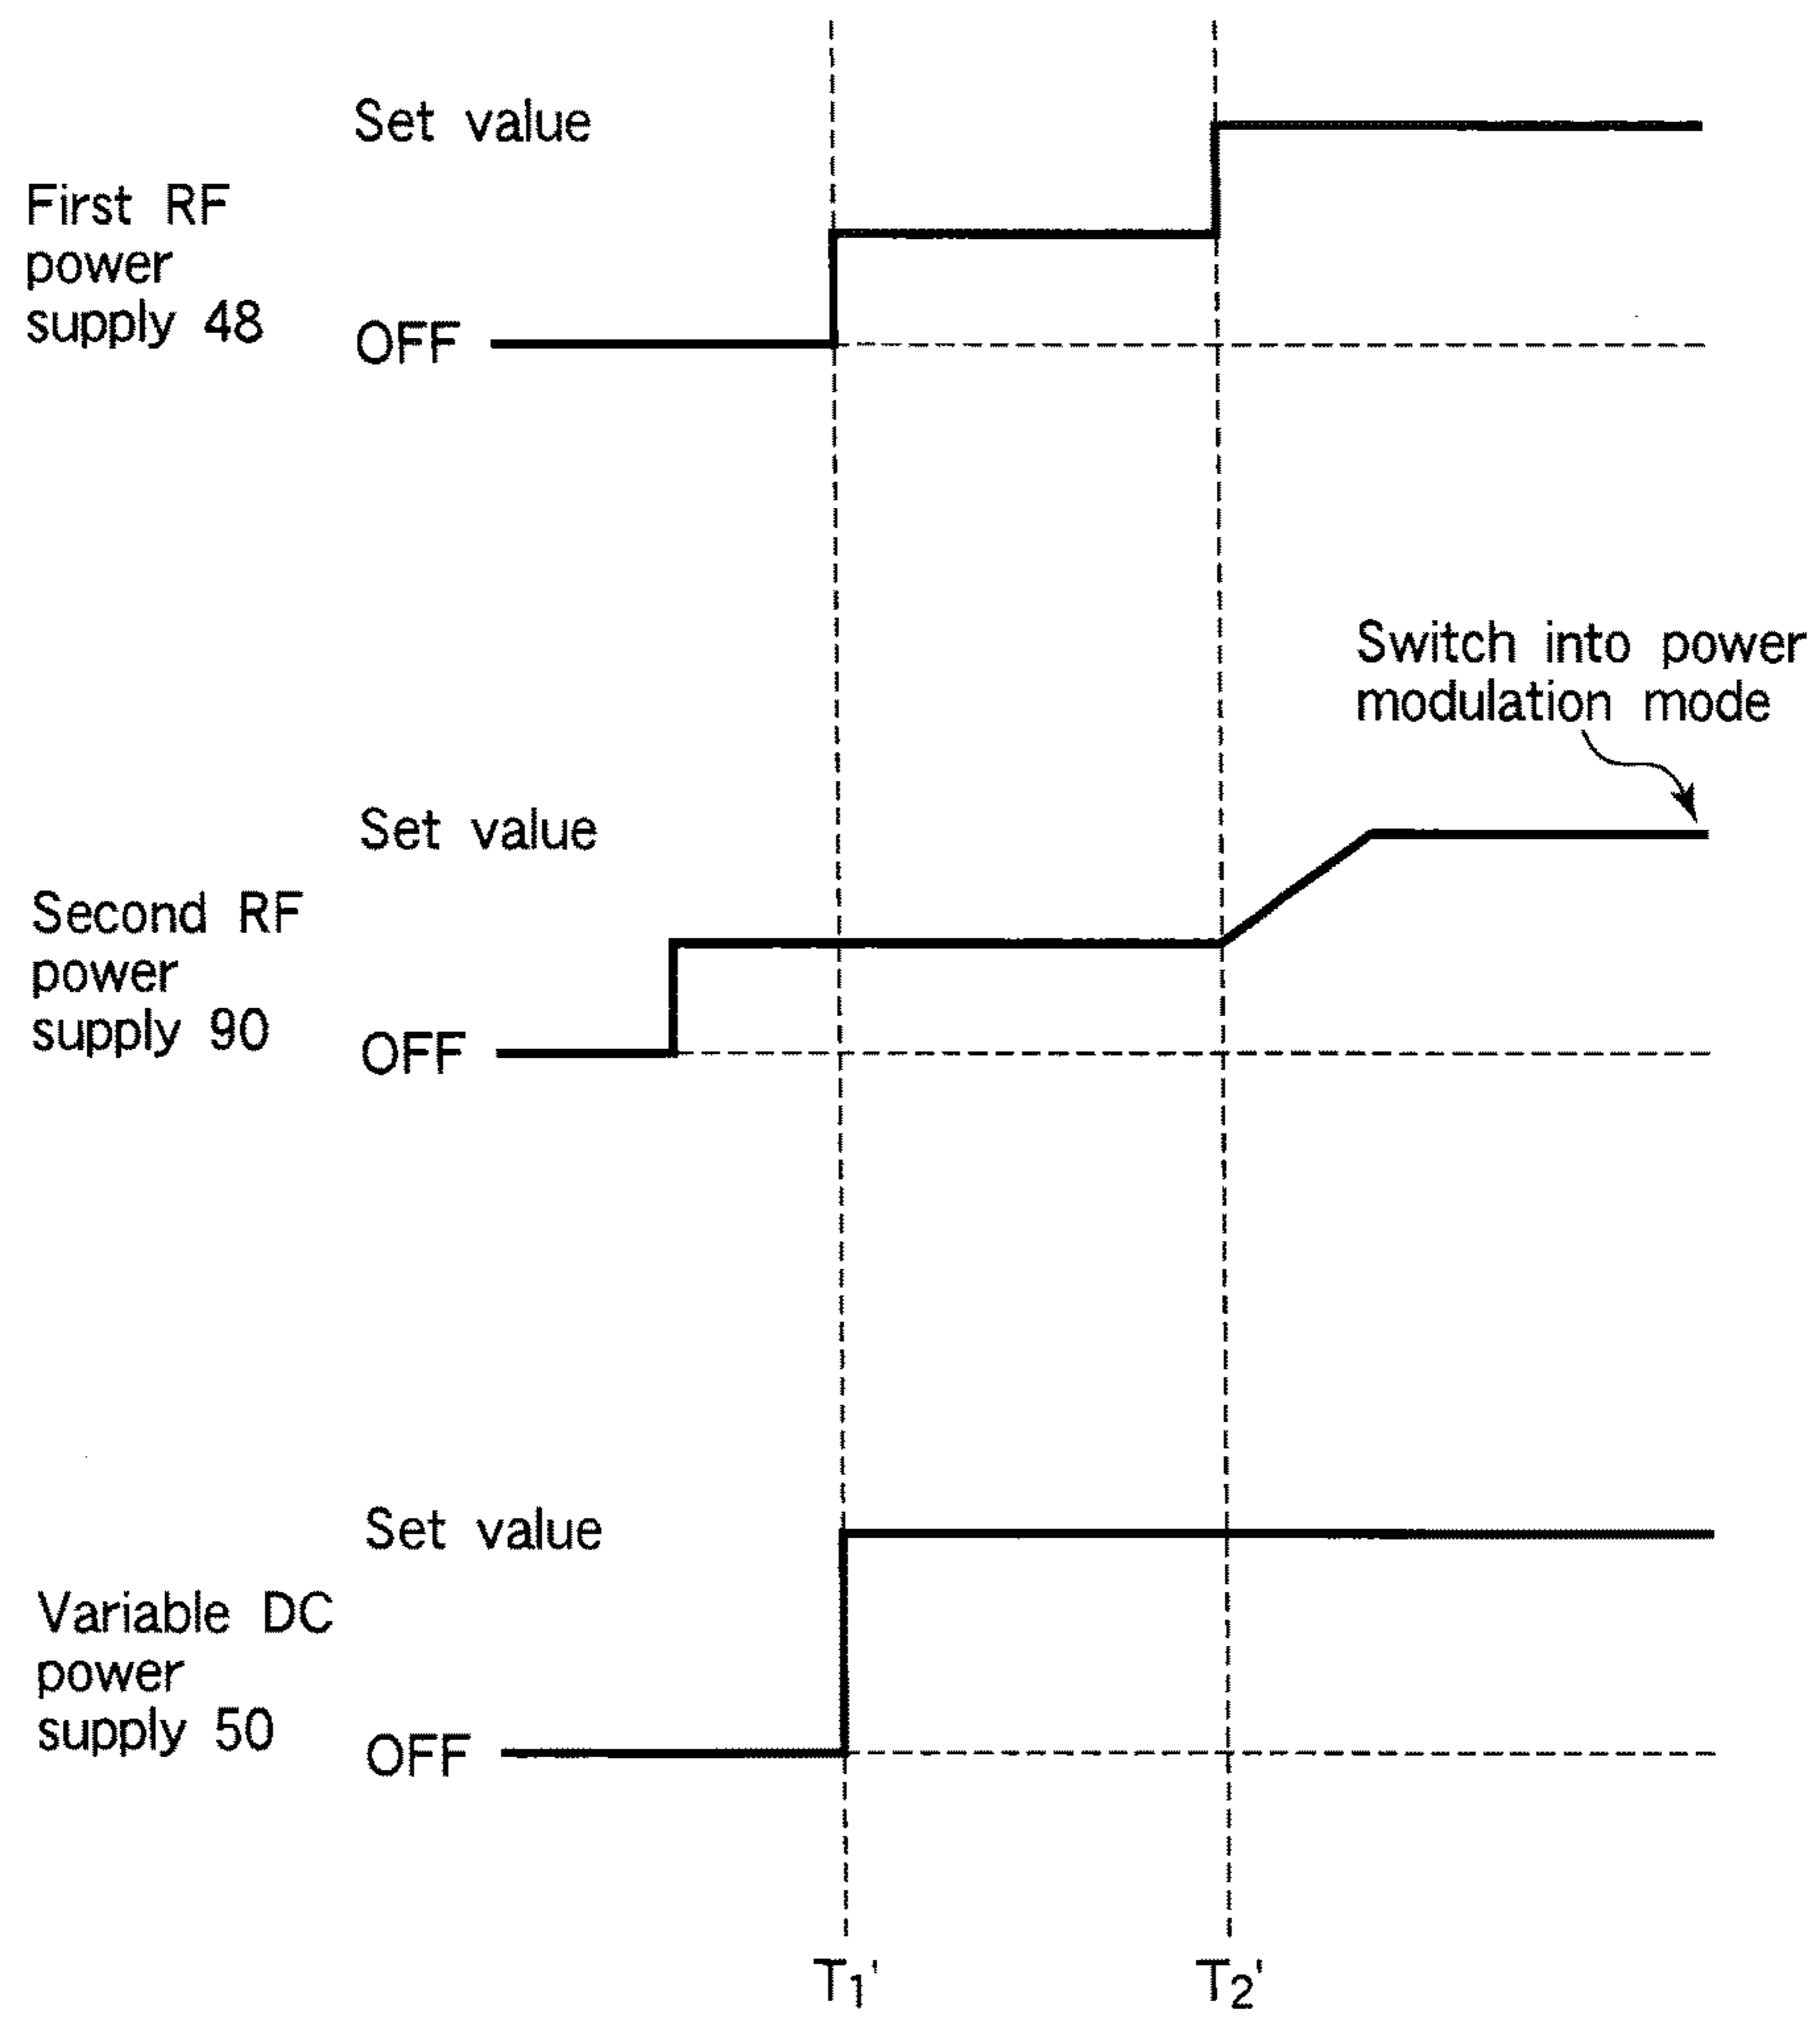 Set value
First RF
power
supply 48
OFF
Switch into power
modulation mode
Set value
Second RF
power
supply 90
OFF
Set value
Variable DC
power
supply 50
OFF
T1'
T2'